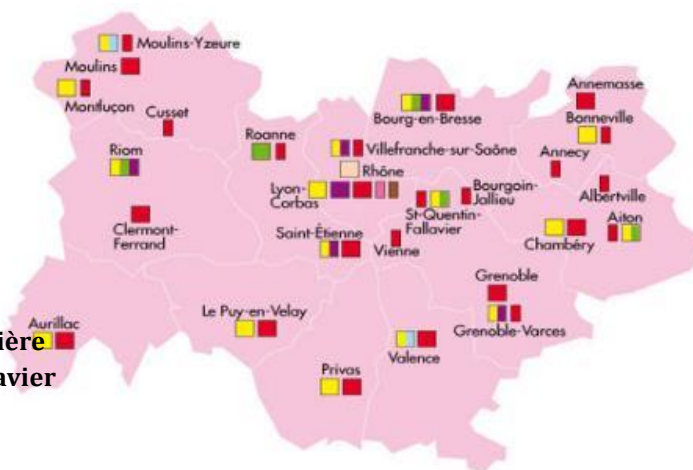 Moulins-Yzeure
Moulins
Montluçon
Cusset
Riom
Clermont-
Ferrand
Roanne
Bourg-en-Bresse
Villefranche-sur-Saône
Rhône
Lyon-
Corbas
St-Quentin-
Fallavier
Bourgoin-
Jallieu
Saint-Étienne
Vienne
Annemasse
Bonneville
Annecy
Albertville
Aiton
Chambéry
Grenoble
Grenoble-Varces
Aurillac
ière
avier
Le Puy-en-Velay
Valence
Privas